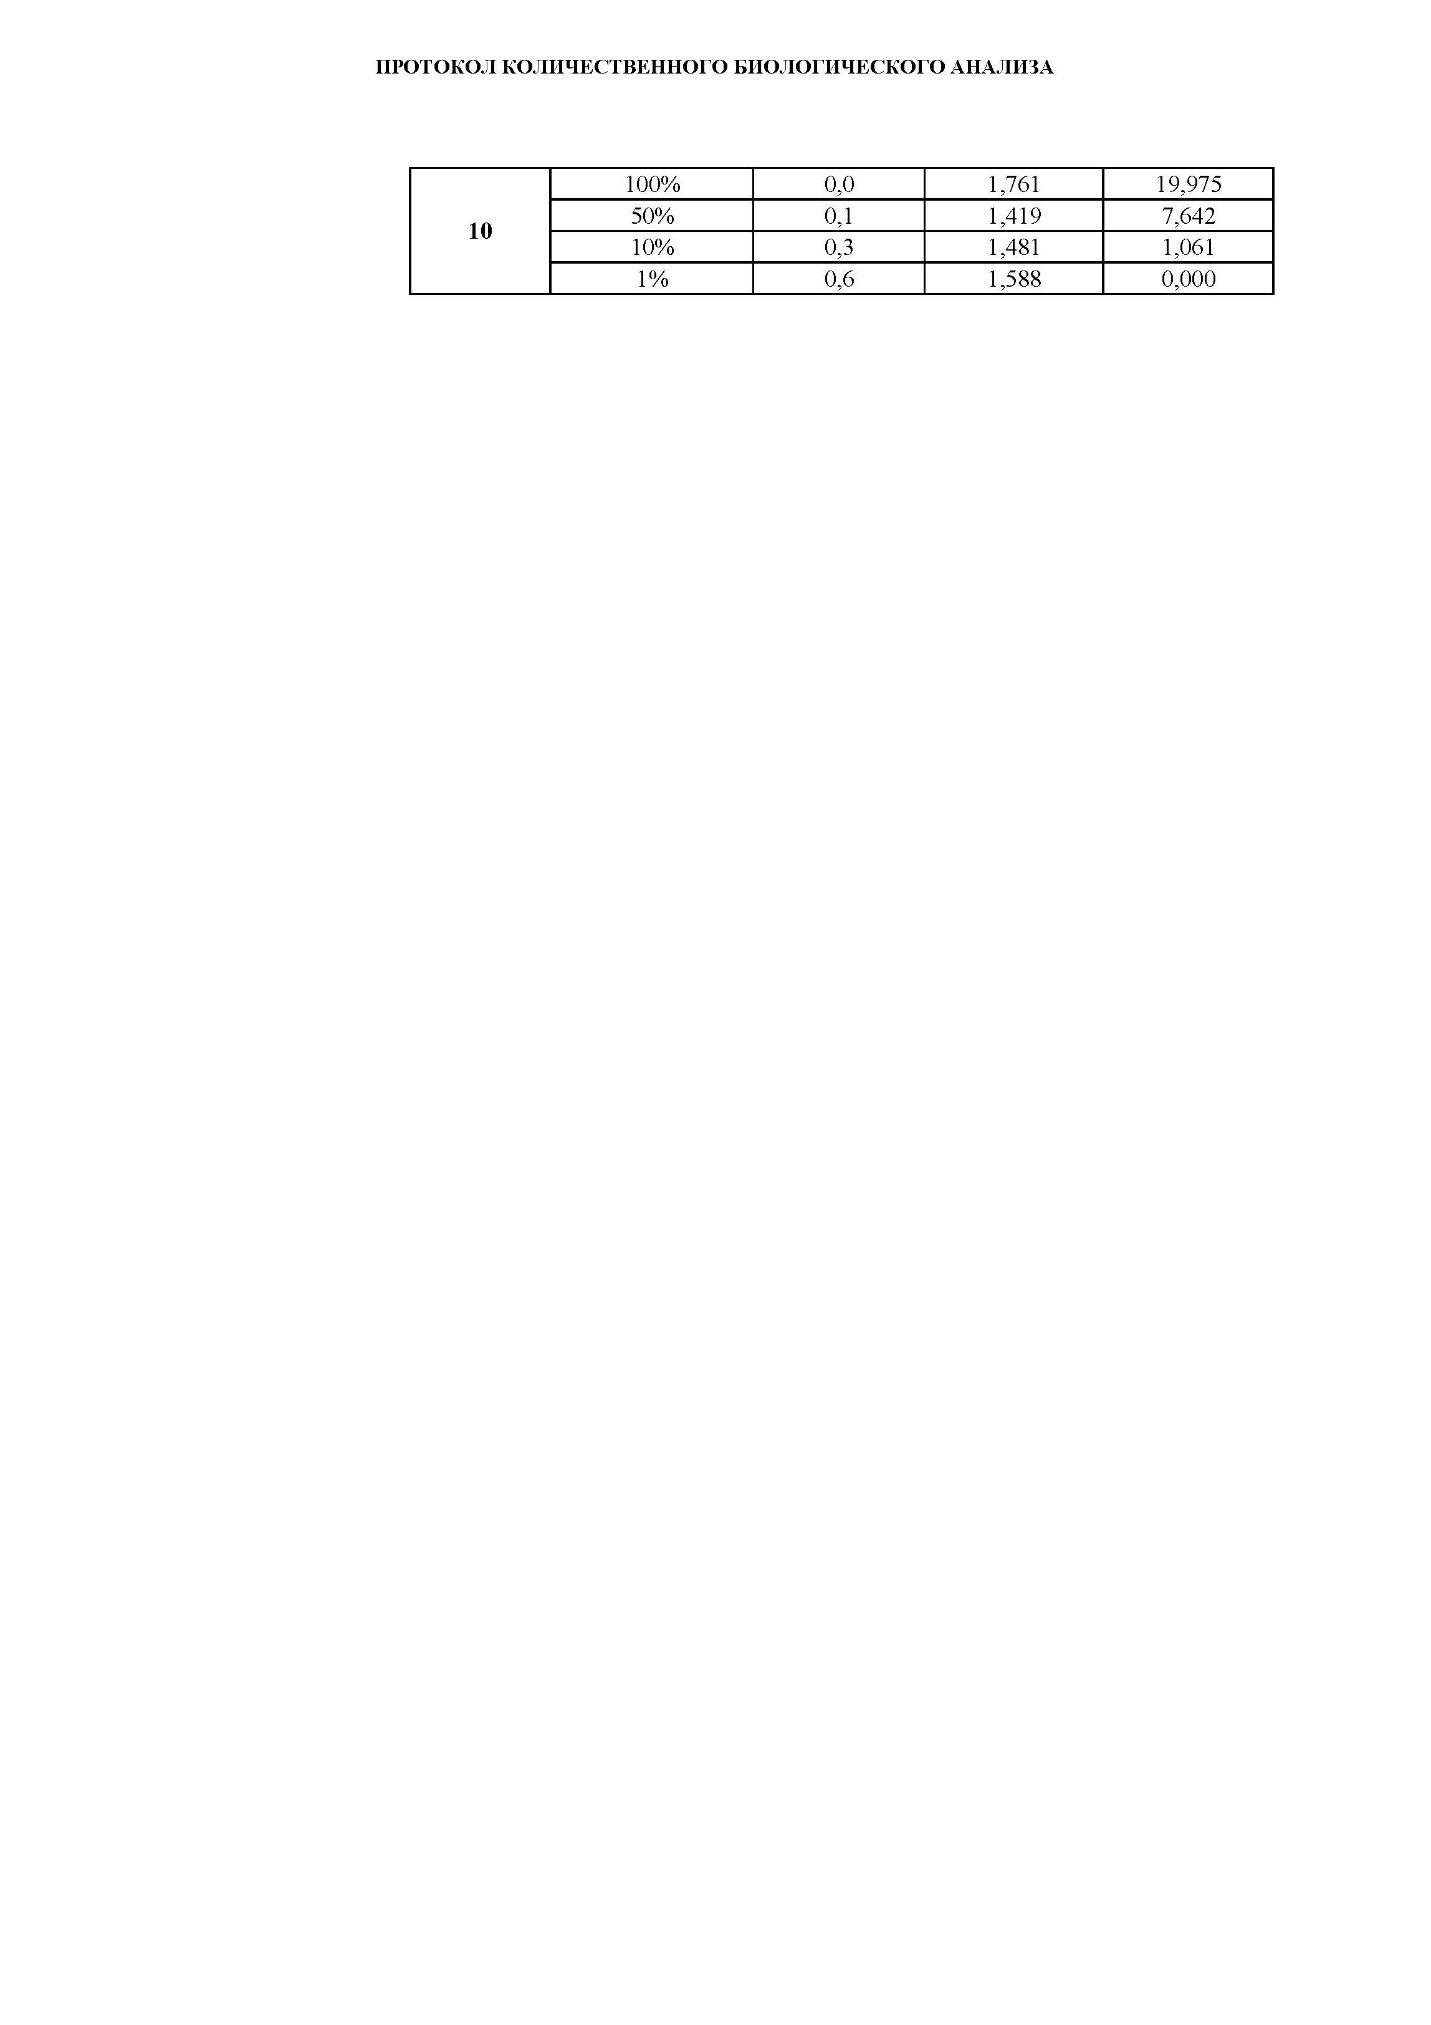 ПРОТОКОЛ КОЛИЧЕСТВЕННОГО БИОЛОГИЧЕСКОГО АНАЛИЗА
10
100% 0,0 1,761 19,975
50% 0,1 1,419 7,642
10% 0,3 1,481 1,061
1% 0,6 1,588 0,000